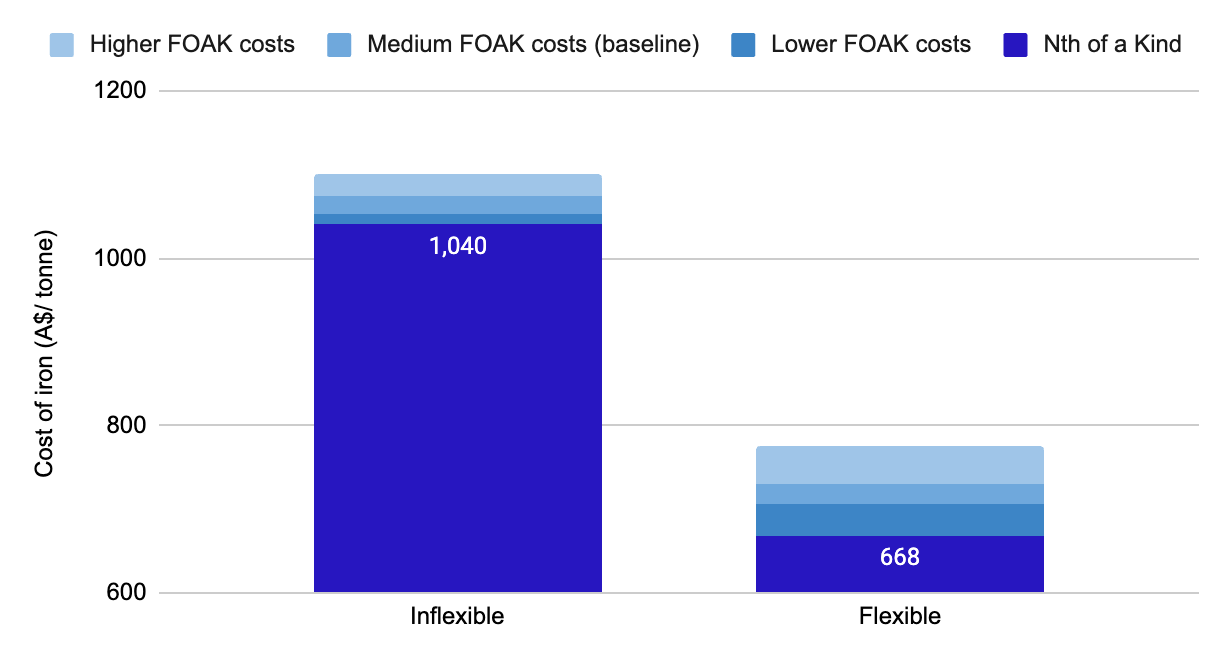 Higher FOAK costs Medium FOAK costs (baseline) Lower FOAK costs Nth of a Kind
1200
1000
800
600
Cost of iron (A$/ tonne)
1,040
668
Inflexible Flexible